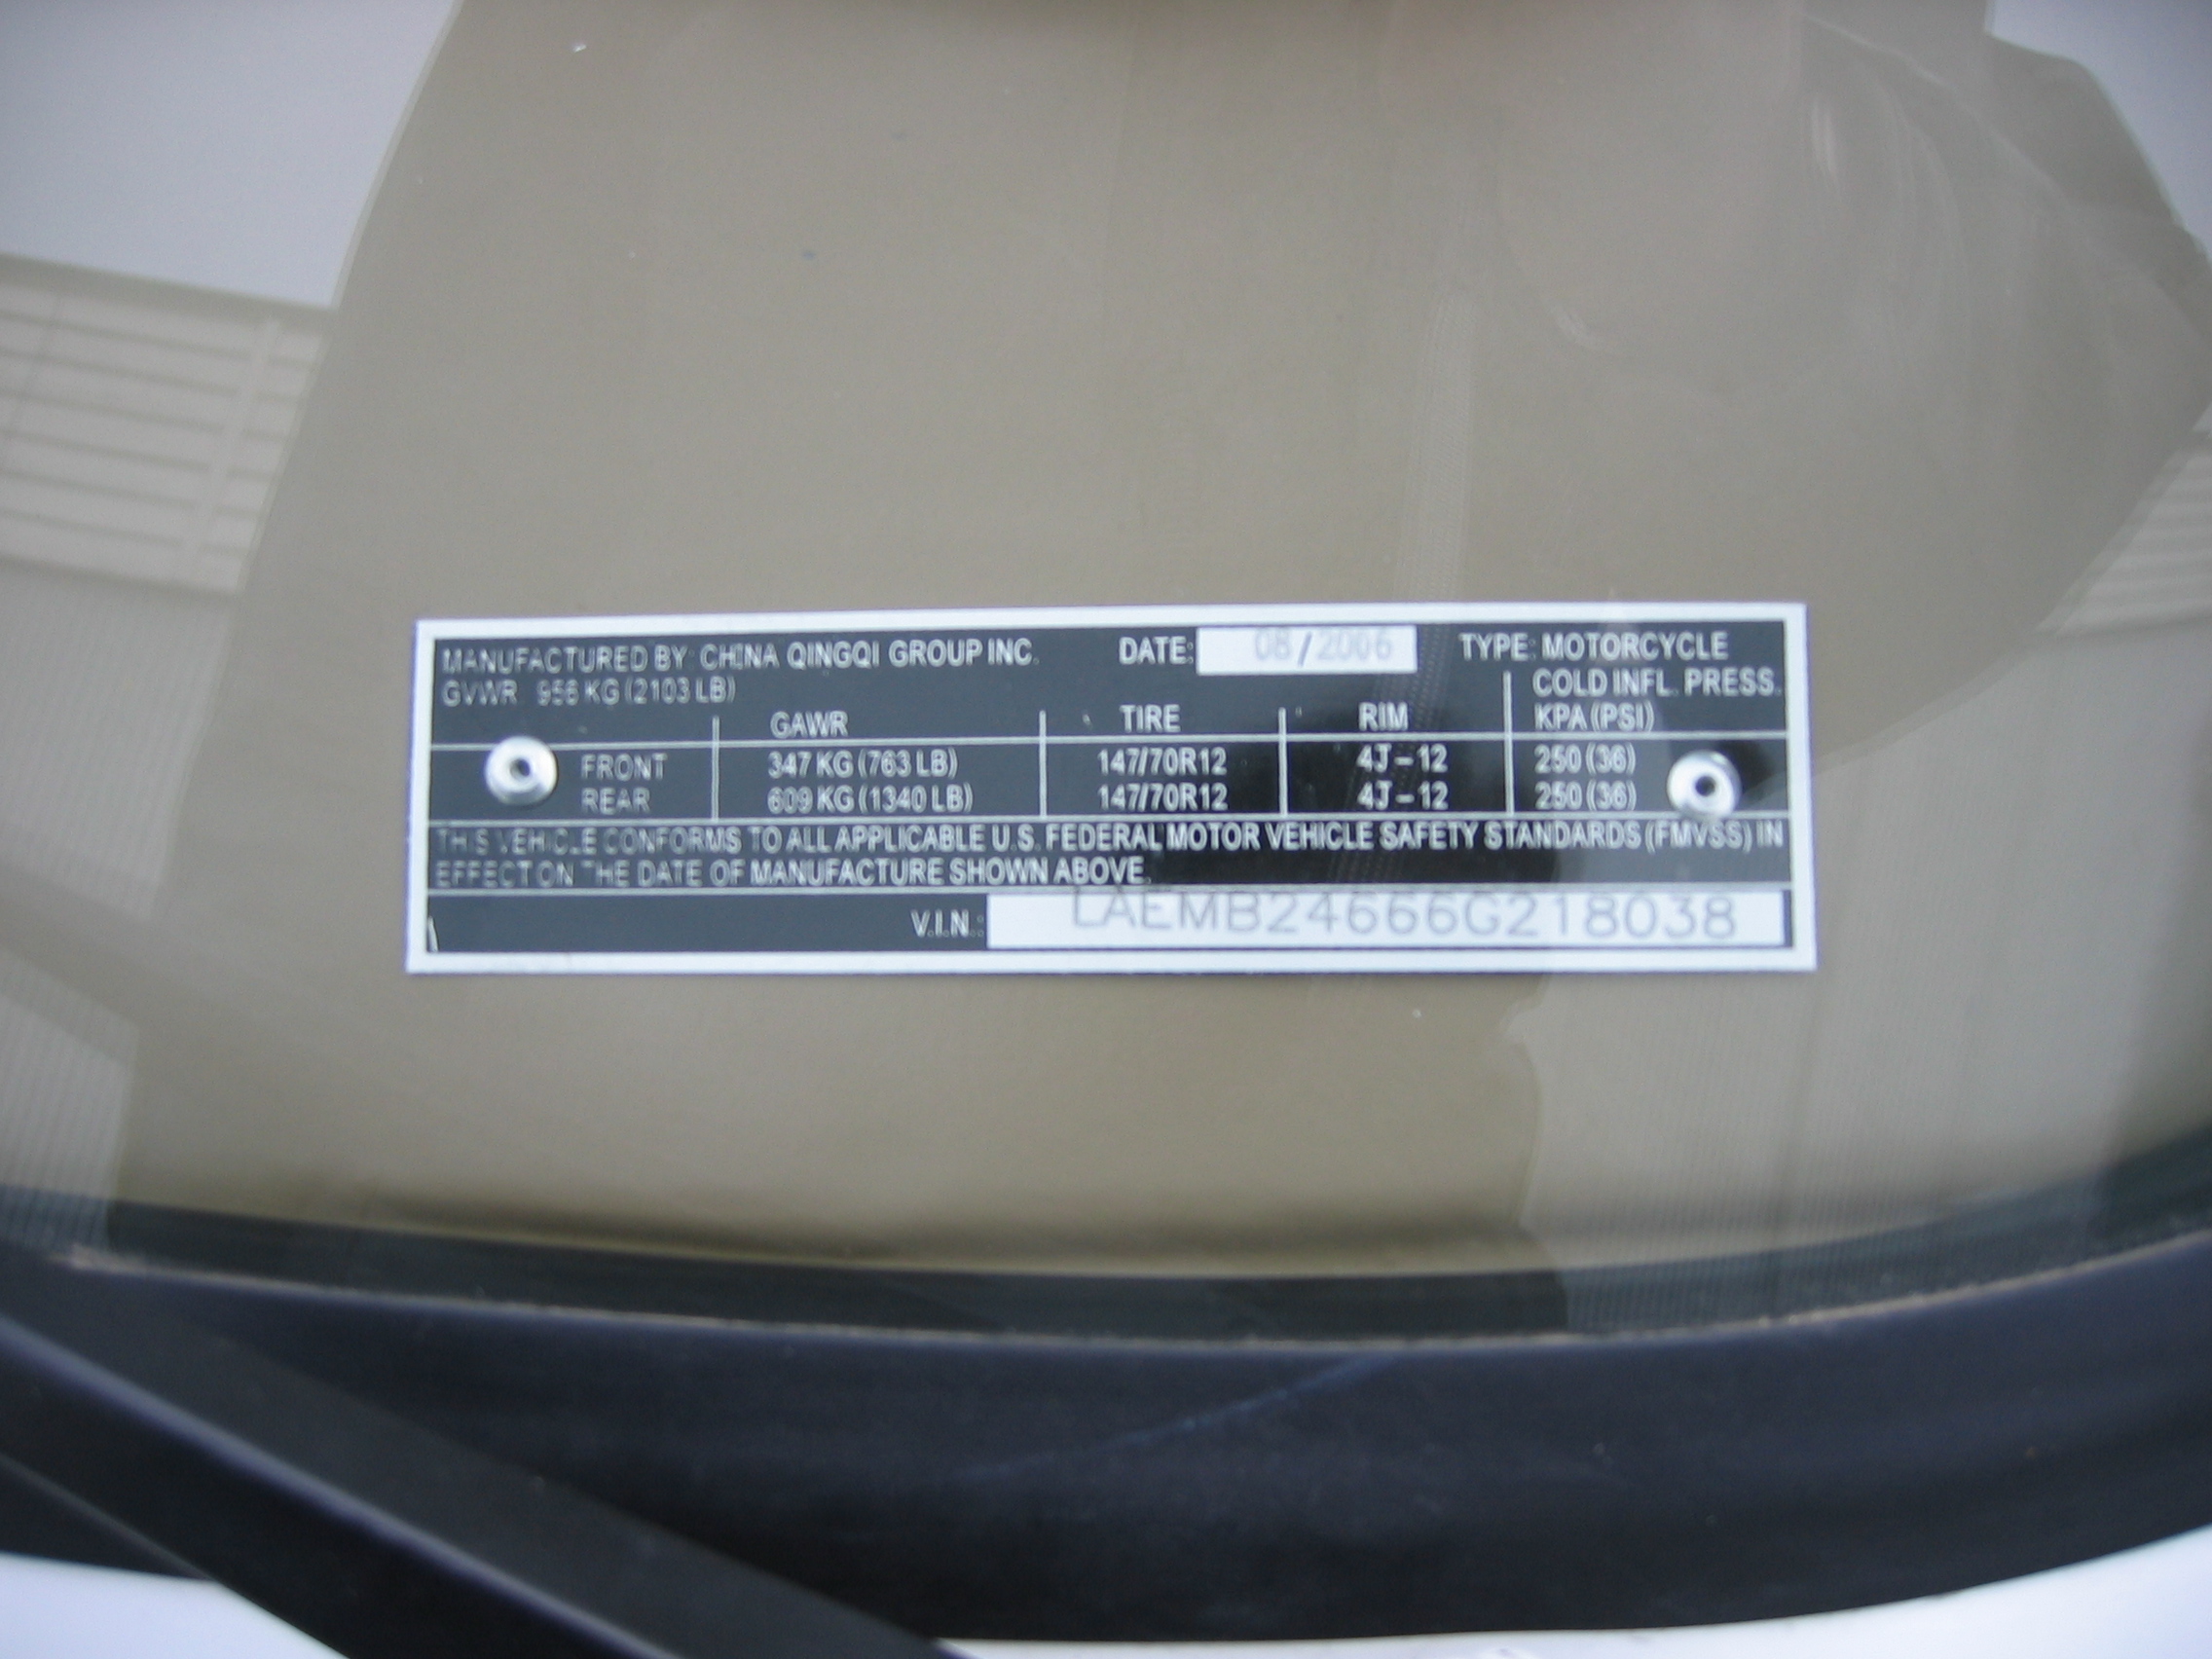 MANUFACTURED BY: CHINA QINGQI GROUP INC. DATE: 08/2006 TYPE: MOTORCYCLE
GVWR 956 KG (2103 LB) COLD INFL. PRESS.
GAWR TIRE RIM KPA (PSI)
FRONT 347 KG (763 LB) 147/70R12 4J-12 250 (36)
REAR 609 KG (1340 LB) 147/70R12 4J-12 250 (36)
THIS VEHICLE CONFORMS TO ALL APPLICABLE U.S. FEDERAL MOTOR VEHICLE SAFETY STANDARDS (FMVSS) IN
EFFECT ON THE DATE OF MANUFACTURE SHOWN ABOVE.
V.I.N.: LAEMB24666G218038